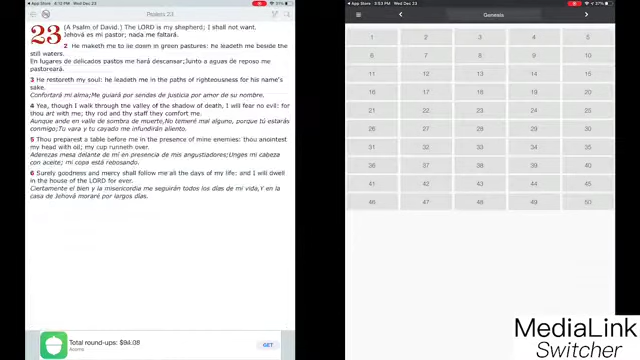 App Store 4:10 PM Wed Dec 23
37%
Psalms 23
23 (A Psalm of David.) The LORD is my shepherd; I shall not want.
Jehová es mi pastor; nada me faltará.
2 He maketh me to lie down in green pastures: he leadeth me beside the
still waters.
En lugares de delicados pastos me hará descansar;Junto a aguas de reposo me
pastoreará.
3 He restoreth my soul: he leadeth me in the paths of righteousness for his name's
sake.
Confortará mi alma;Me guiará por sendas de justicia por amor de su nombre.
4 Yea, though I walk through the valley of the shadow of death, I will fear no evil: for
thou art with me; thy rod and thy staff they comfort me.
Aunque ande en valle de sombra de muerte,No temeré mal alguno, porque tú estarás
conmigo;Tu vara y tu cayado me infundirán aliento.
5 Thou preparest a table before me in the presence of mine enemies: thou anointest
my head with oil; my cup runneth over.
Aderezas mesa delante de mí en presencia de mis angustiadores;Unges mi cabeza
con aceite; mi copa está rebosando.
6 Surely goodness and mercy shall follow me all the days of my life: and I will dwell
in the house of the LORD for ever.
Ciertamente el bien y la misericordia me seguirán todos los días de mi vida,Y en la
casa de Jehová moraré por largos días.
Total round-ups: $94.08
Acorns
GET
App Store 3:53 PM Wed Dec 23
37%
Genesis
1 2 3 4 5
6 7 8 9 10
11 12 13 14 15
16 17 18 19 20
21 22 23 24 25
26 27 28 29 30
31 32 33 34 35
36 37 38 39 40
41 42 43 44 45
46 47 48 49 50
MediaLink
Switcher